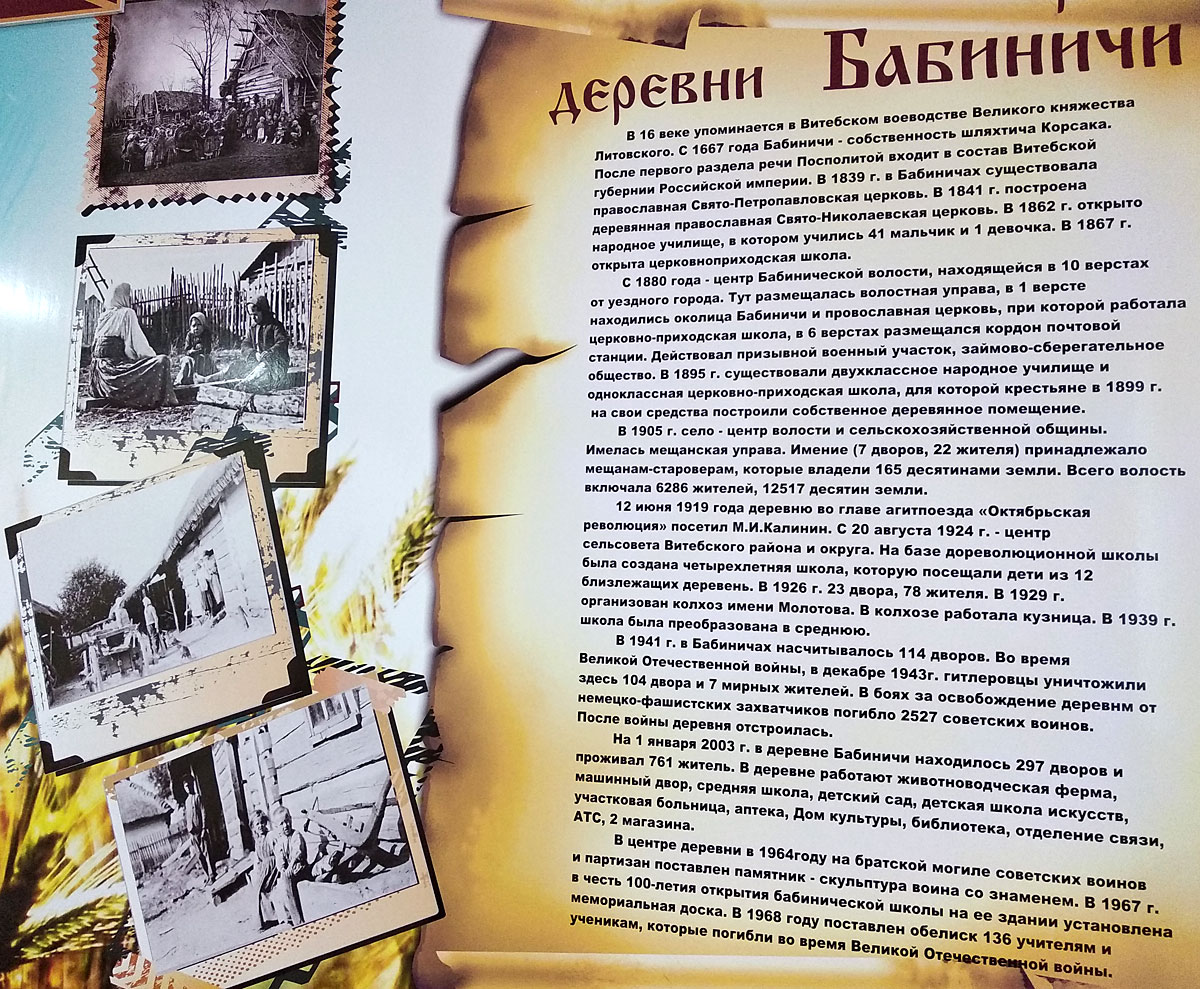 деревни Бабиничи
В 16 веке упоминается в Витебском воеводстве Великого княжества
Литовского. С 1667 года Бабиничи - собственность шляхтича Корсака.
После первого раздела речи Посполитой входит в состав Витебской
губернии Российской империи. В 1839 г. в Бабиничах существовала
православная Свято-Петропавловская церковь. В 1841 г. построена
деревянная православная Свято-Николаевская церковь. В 1862 г. открыто
народное училище, в котором учились 41 мальчик и 1 девочка. В 1867 г.
открыта церковноприходская школа.
С 1880 года - центр Бабинической волости, находящейся в 10 верстах
от уездного города. Тут размещалась волостная управа, в 1 версте
находились околица Бабиничи и провославная церковь, при которой работала
церковно-приходская школа, в 6 верстах размещался кордон почтовой
станции. Действовал призывной военный участок, займово-сберегательное
общество. В 1895 г. существовали двухклассное народное училище и
одноклассная церковно-приходская школа, для которой крестьяне в 1899 г.
на свои средства построили собственное деревянное помещение.
В 1905 г. село - центр волости и сельскохозяйственной общины.
Имелась мещанская управа. Имение (7 дворов, 22 жителя) принадлежало
мещанам-староверам, которые владели 165 десятинами земли. Всего волость
включала 6286 жителей, 12517 десятин земли.
12 июня 1919 года деревню во главе агитпоезда «Октябрьская
революция» посетил М.И.Калинин. С 20 августа 1924 г. - центр
сельсовета Витебского района и округа. На базе дореволюционной школы
была создана четырехлетняя школа, которую посещали дети из 12
близлежащих деревень. В 1926 г. 23 двора, 78 жителя. В 1929 г.
организован колхоз имени Молотова. В колхозе работала кузница. В 1939 г.
школа была преобразована в среднюю.
В 1941 г. в Бабиничах насчитывалось 114 дворов. Во время
Великой Отечественной войны, в декабре 1943г. гитлеровцы уничтожили
здесь 104 двора и 7 мирных жителей. В боях за освобождение деревнм от
немецко-фашистских захватчиков погибло 2527 советских воинов.
После войны деревня отстроилась.
На 1 января 2003 г. в деревне Бабиничи находилось 297 дворов и
проживал 761 житель. В деревне работают животноводческая ферма,
машинный двор, средняя школа, детский сад, детская школа искусств,
участковая больница, аптека, Дом культуры, библиотека, отделение связи,
АТС, 2 магазина.
В центре деревни в 1964году на братской могиле советских воинов
и партизан поставлен памятник - скульптура воина со знаменем. В 1967 г.
в честь 100-летия открытия бабинической школы на ее здании установлена
мемориальная доска. В 1968 году поставлен обелиск 136 учителям и
ученикам, которые погибли во время Великой Отечественной войны.